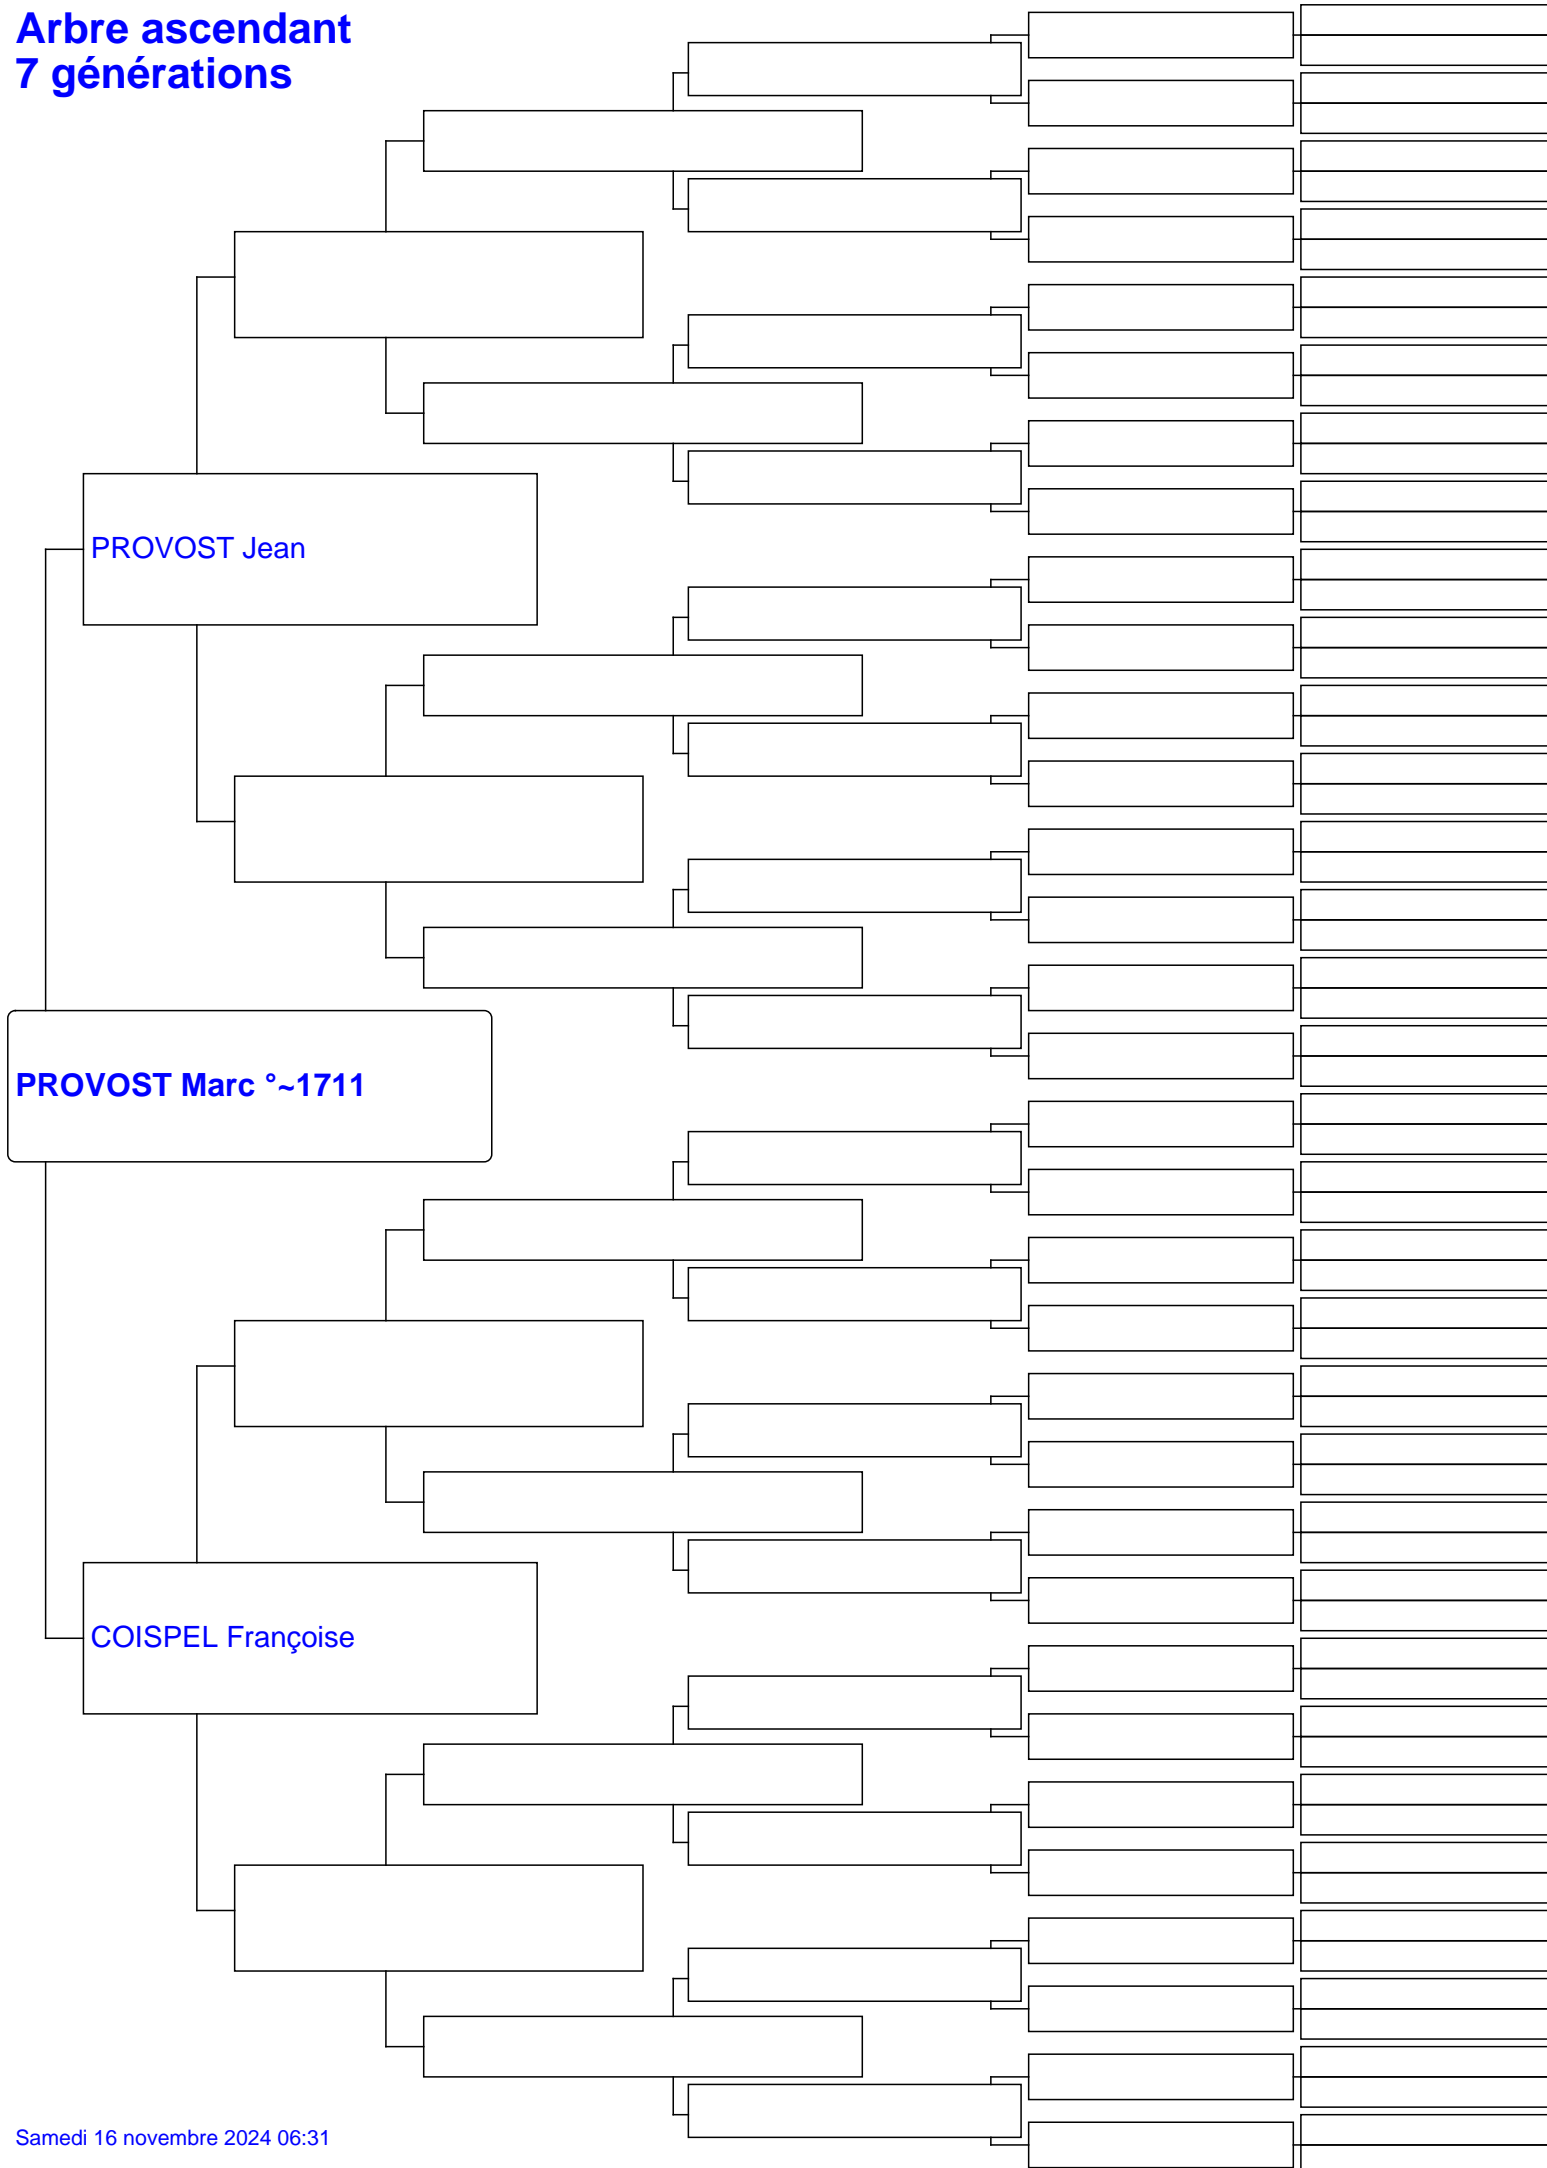 Arbre ascendant
7 générations
PROVOST Jean
PROVOST Marc °~1711
COISPEL Françoise
Samedi 16 novembre 2024 06:31